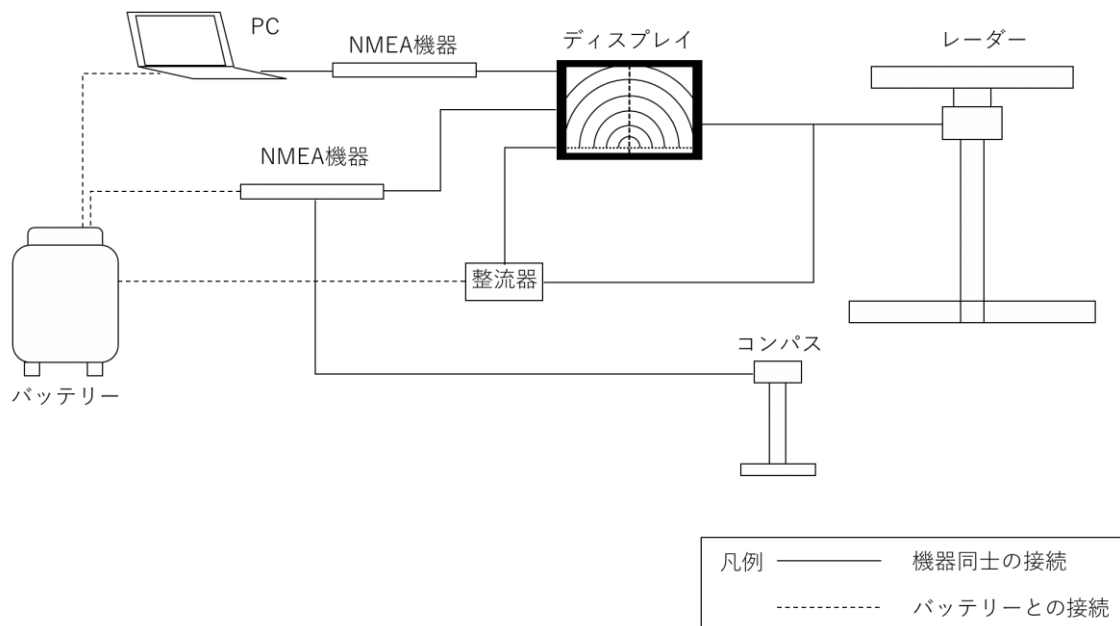 PC
NMEA機器
ディスプレイ
レーダー
NMEA機器
整流器
コンパス
バッテリー
凡例
機器同士の接続
バッテリーとの接続